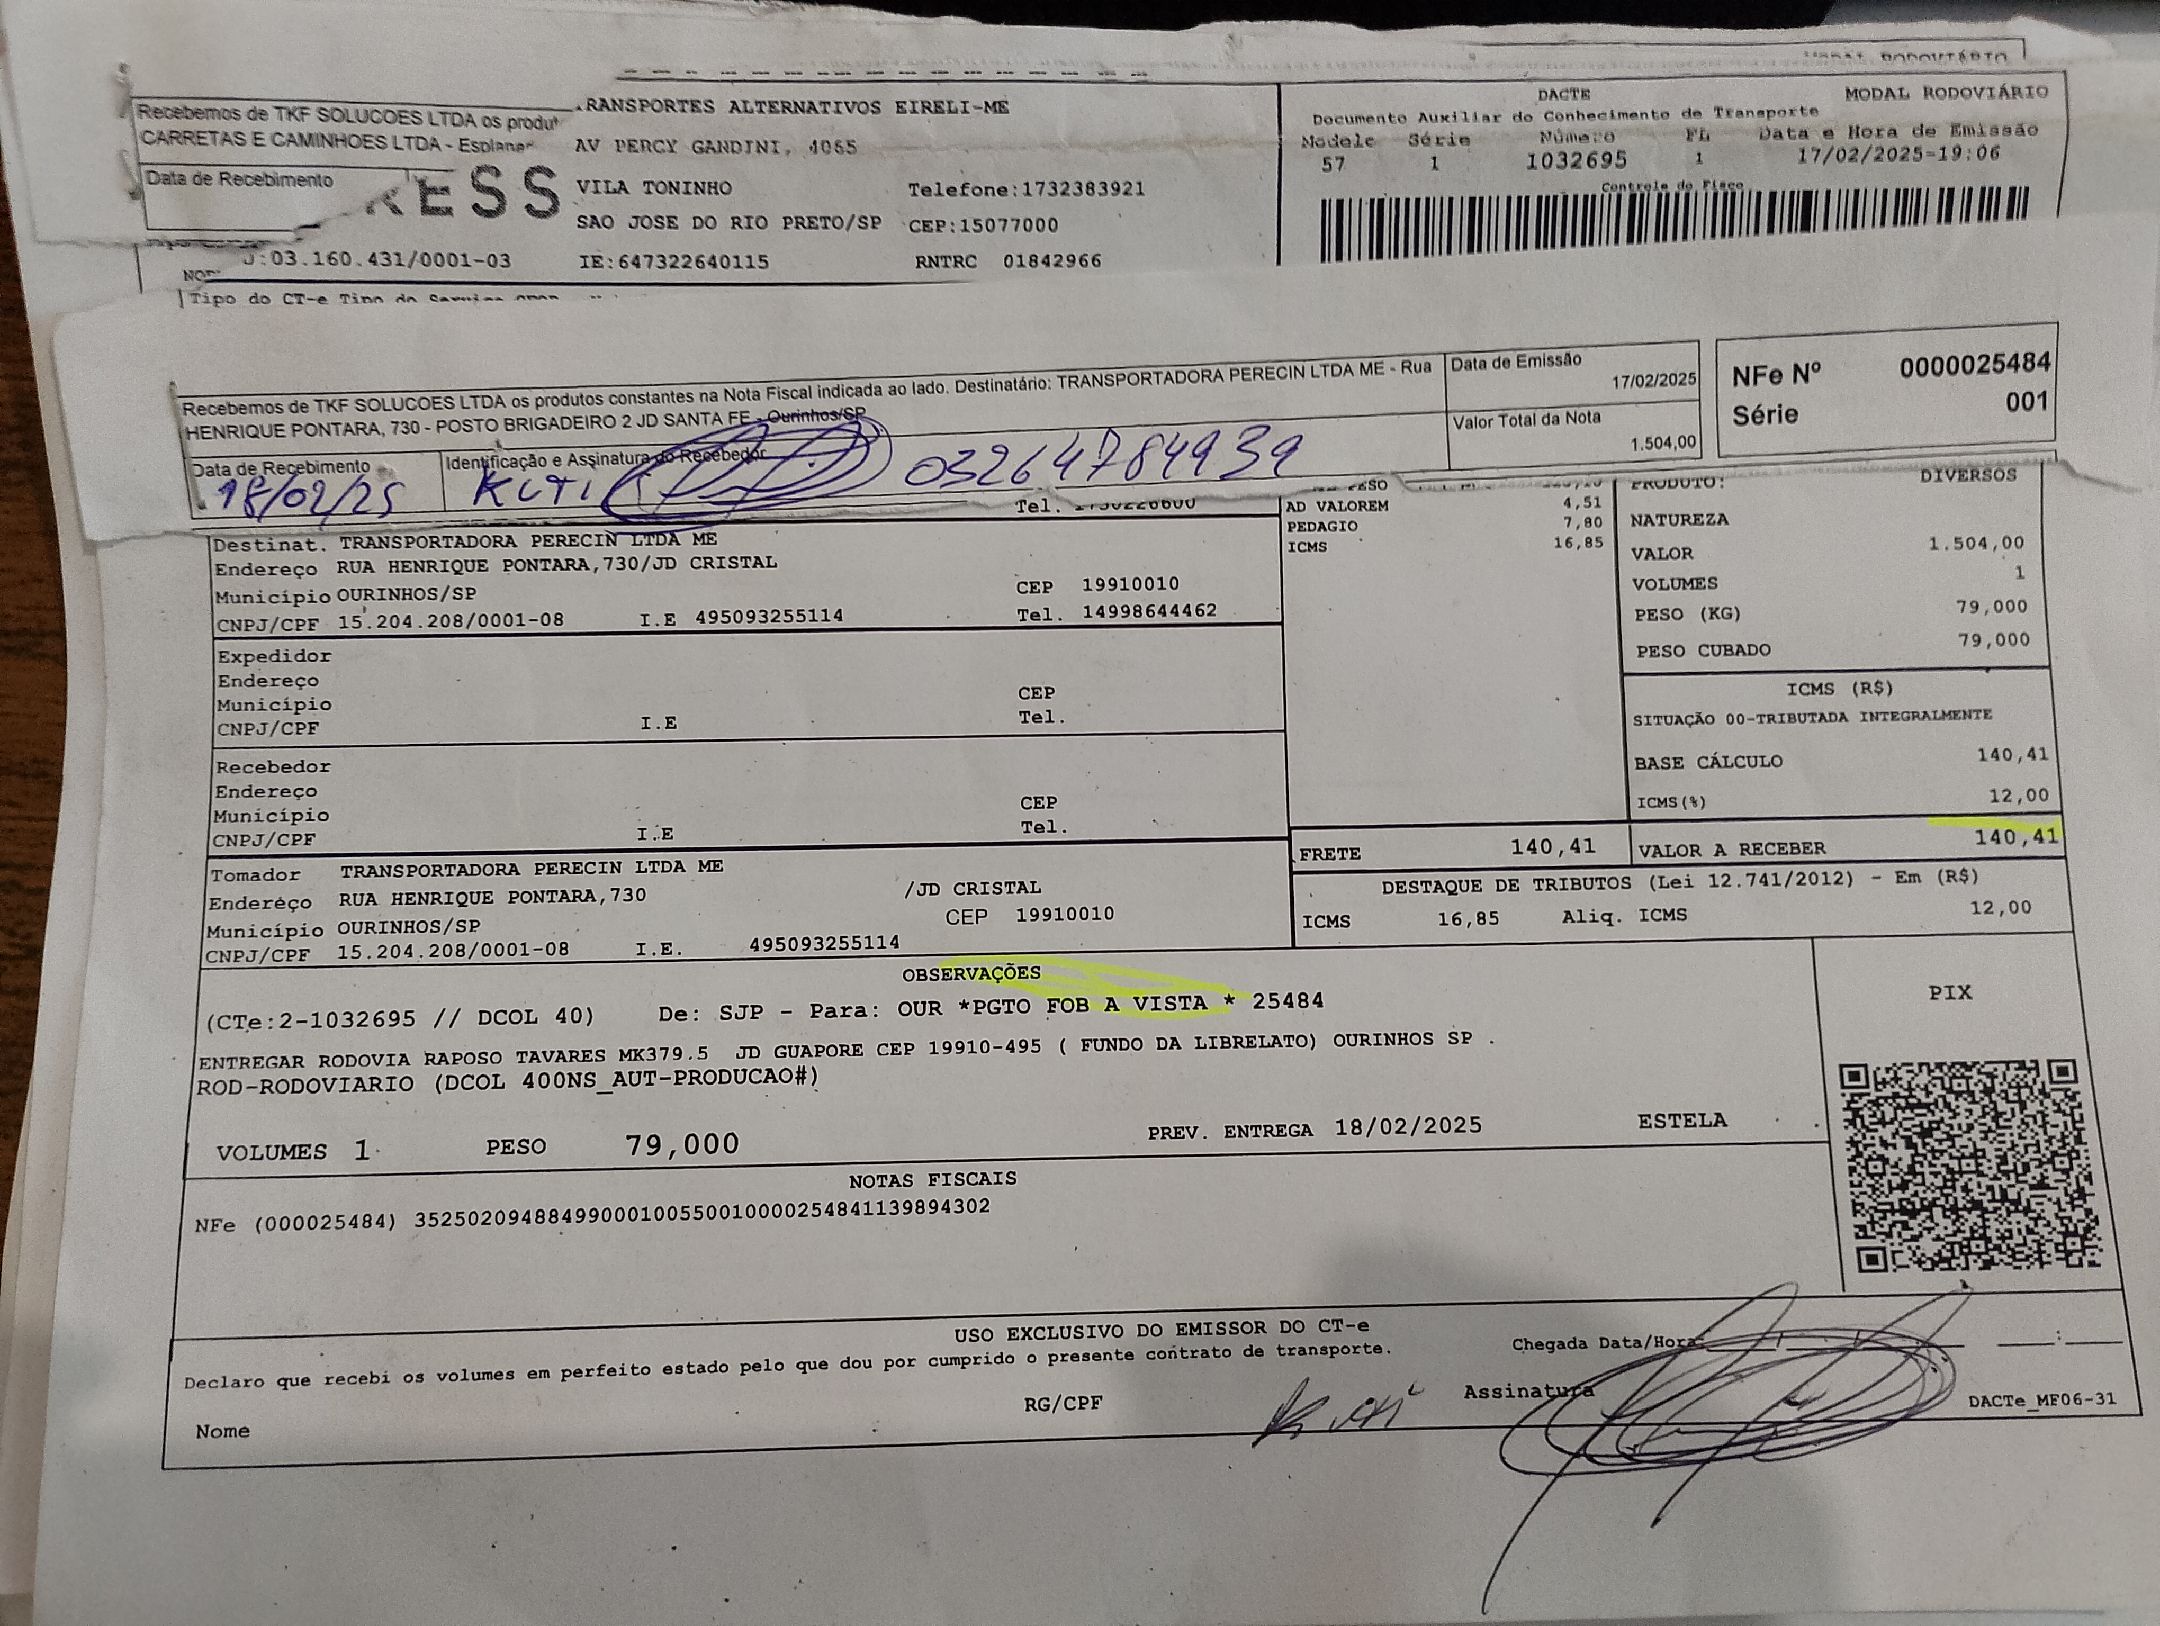 MODAL RODOVIÁRIO
Recebemos de TKF SOLUCOES LTDA os produt
CARRETAS E CAMINHOES LTDA - Esplanad
Data de Recebimento
RESS
TRANSPORTES ALTERNATIVOS EIRELI-ME
AV PERCY GANDINI, 4065
VILA TONINHO Telefone:1732383921
SAO JOSE DO RIO PRETO/SP CEP:15077000
J:03.160.431/0001-03 IE:647322640115 RNTRC 01842966
Tipo do CT-e Tipo do
DACTE MODAL RODOVIÁRIO
Documento Auxiliar do Conhecimento de Transporte
Modelo Série Número FL Data e Hora de Emissão
57 1 1032695 1 17/02/2025-19:06
Controle do Fisco
Recebemos de TKF SOLUCOES LTDA os produtos constantes na Nota Fiscal indicada ao lado. Destinatário: TRANSPORTADORA PERECIN LTDA ME - Rua
HENRIQUE PONTARA, 730 - POSTO BRIGADEIRO 2 JD SANTA FE - Ourinhos/SP
Data de Emissão
17/02/2025
Valor Total da Nota
1.504,00
NFe Nº 0000025484
Série 001
Data de Recebimento
18/02/25
Identificação e Assinatura do Recebedor
03264784939
Tel.
PESO
AD VALOREM 4,51
PEDAGIO 7,80
ICMS 16,85
PRODUTO: DIVERSOS
NATUREZA
VALOR 1.504,00
VOLUMES 1
PESO (KG) 79,000
PESO CUBADO 79,000
Destinat. TRANSPORTADORA PERECIN LTDA ME
Endereço RUA HENRIQUE PONTARA,730/JD CRISTAL
Município OURINHOS/SP CEP 19910010
CNPJ/CPF 15.204.208/0001-08 I.E 495093255114 Tel. 14998644462
Expedidor
Endereço
Município CEP
CNPJ/CPF I.E Tel.
Recebedor
Endereço
Município CEP
CNPJ/CPF I.E Tel.
ICMS (R$)
SITUAÇÃO 00-TRIBUTADA INTEGRALMENTE
BASE CÁLCULO 140,41
ICMS(%) 12,00
FRETE 140,41 VALOR A RECEBER 140,41
Tomador TRANSPORTADORA PERECIN LTDA ME
Endereço RUA HENRIQUE PONTARA,730 /JD CRISTAL
Município OURINHOS/SP CEP 19910010
CNPJ/CPF 15.204.208/0001-08 I.E. 495093255114
DESTAQUE DE TRIBUTOS (Lei 12.741/2012) - Em (R$)
ICMS 16,85 Aliq. ICMS 12,00
OBSERVAÇÕES
(CTe:2-1032695 // DCOL 40) De: SJP - Para: OUR *PGTO FOB A VISTA * 25484
ENTREGAR RODOVIA RAPOSO TAVARES MK379.5 JD GUAPORE CEP 19910-495 ( FUNDO DA LIBRELATO) OURINHOS SP .
ROD-RODOVIARIO (DCOL 400NS_AUT-PRODUCAO#)
PIX
VOLUMES 1 PESO 79,000 PREV. ENTREGA 18/02/2025 ESTELA
NOTAS FISCAIS
NFe (000025484) 35250209488499000100550010000254841139894302
USO EXCLUSIVO DO EMISSOR DO CT-e
Declaro que recebi os volumes em perfeito estado pelo que dou por cumprido o presente contrato de transporte.
Chegada Data/Hora: / / :
Nome RG/CPF Assinatura
DACTe_MF06-31